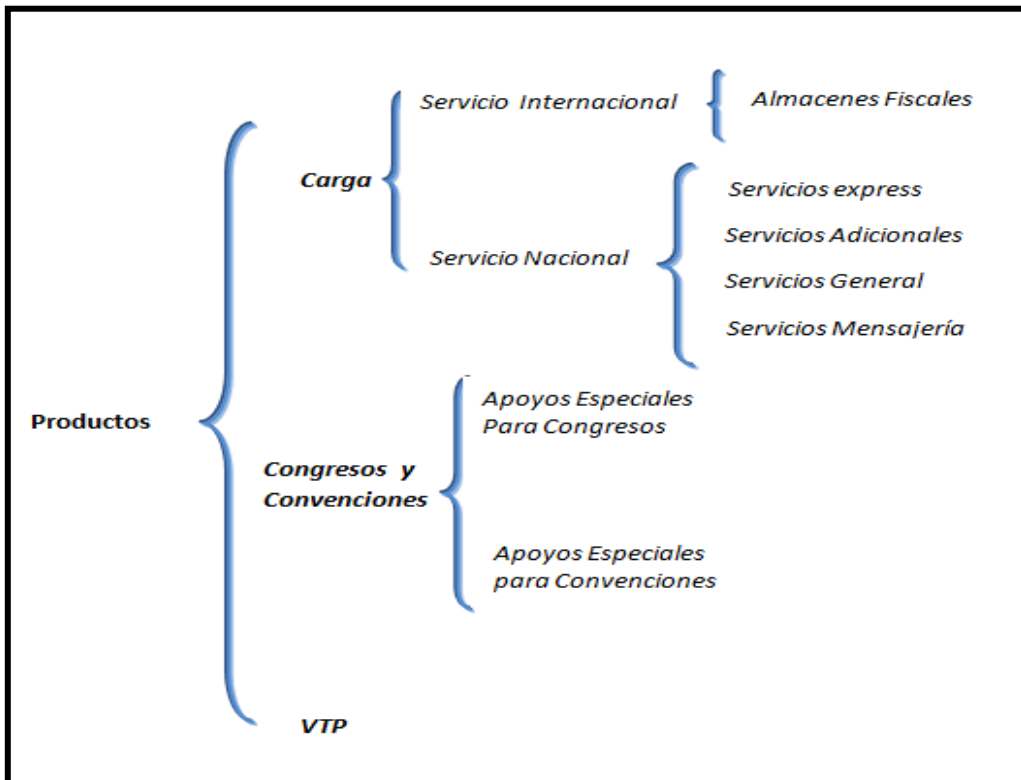 Productos
Carga
Servicio Internacional
Almacenes Fiscales
Servicio Nacional
Servicios express
Servicios Adicionales
Servicios General
Servicios Mensajería
Congresos y
Convenciones
Apoyos Especiales
Para Congresos
Apoyos Especiales
para Convenciones
VTP